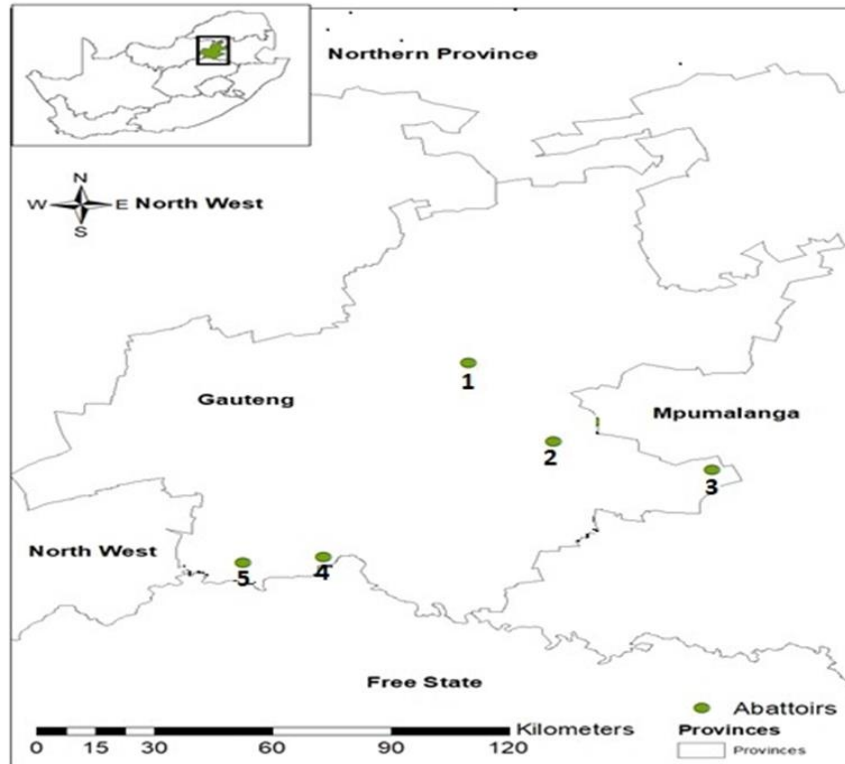 Northern Province
N
W E
S
North West
1
Gauteng
Mpumalanga
2
3
North West
5
4
Free State
Abattoirs
Kilometers
Provinces
0 15 30 60 90 120
Provinces